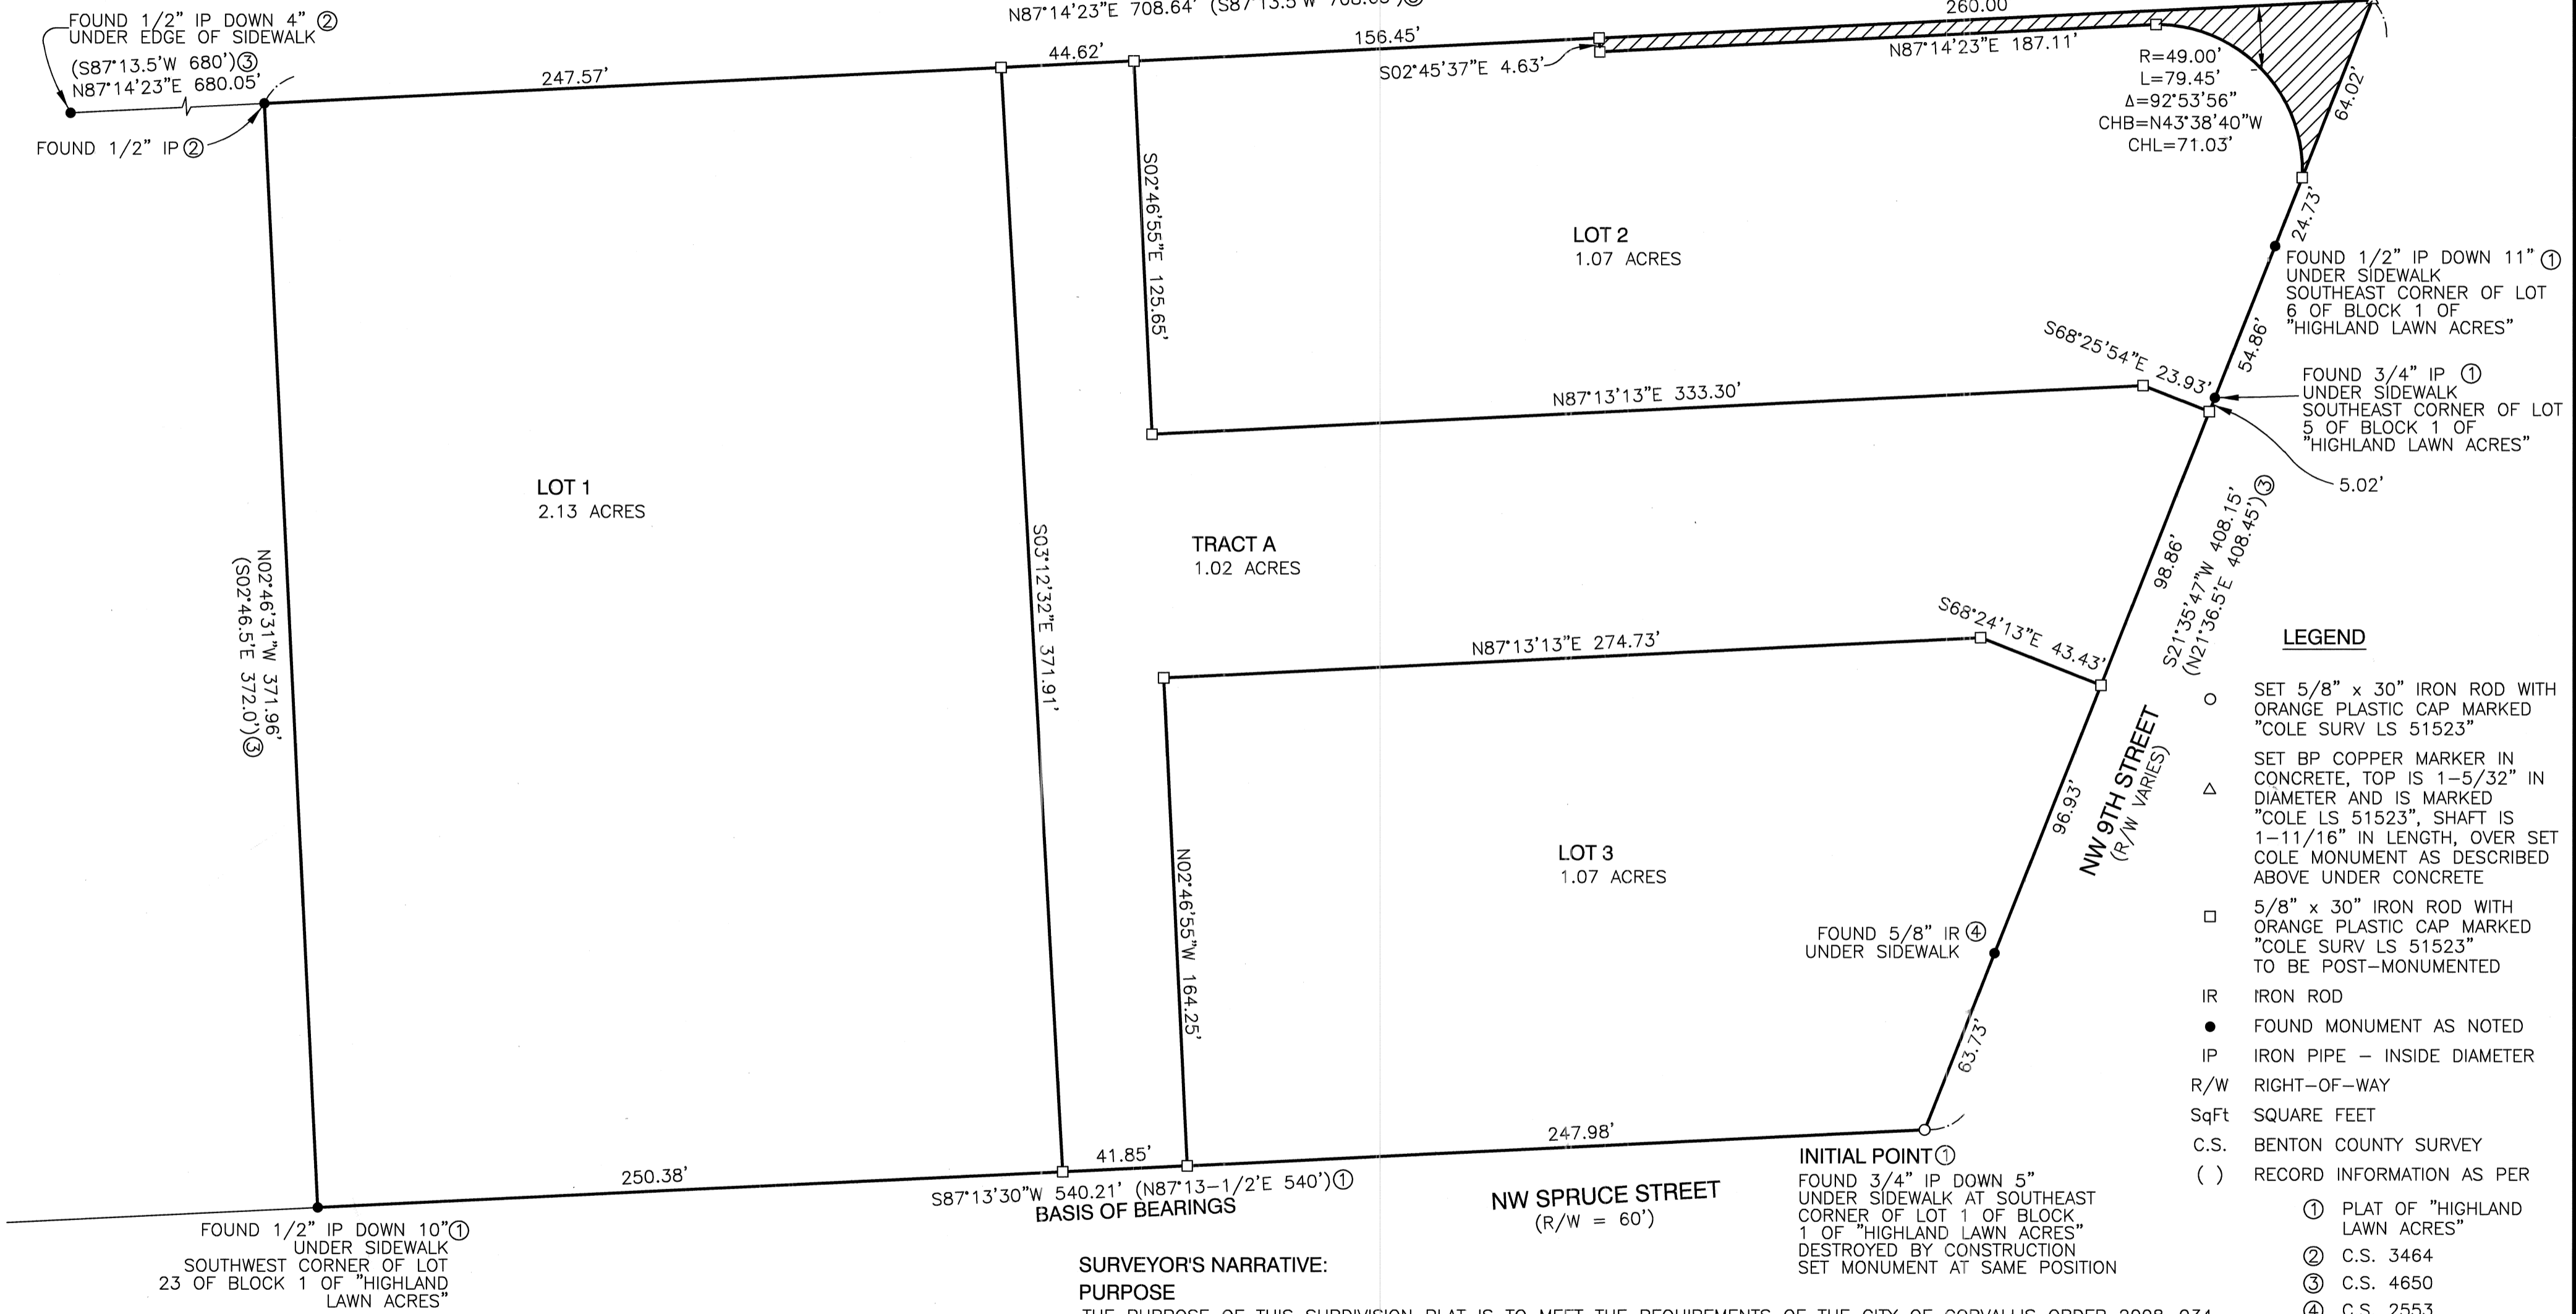 FOUND 1/2" IP DOWN 4" ②
UNDER EDGE OF SIDEWALK
(S87°13.5'W 680')③
N87°14'23"E 680.05'
FOUND 1/2" IP②
247.57'
44.62'
N87°14'23"E 708.64'
156.45'
S02°45'37"E 4.63'
260.00
N87°14'23"E 187.11'
R=49.00'
L=79.45'
Δ=92°53'56"
CHB=N43°38'40"W
CHL=71.03'
64.02'
24.73'
S02°46'55"E 125.65'
LOT 2
1.07 ACRES
FOUND 1/2" IP DOWN 11" ①
UNDER SIDEWALK
SOUTHEAST CORNER OF LOT
6 OF BLOCK 1 OF
"HIGHLAND LAWN ACRES"
54.86'
S68°25'54"E 23.93'
N87°13'13"E 333.30'
FOUND 3/4" IP ①
UNDER SIDEWALK
SOUTHEAST CORNER OF LOT
5 OF BLOCK 1 OF
"HIGHLAND LAWN ACRES"
5.02'
LOT 1
2.13 ACRES
N02°46'31"W 371.96'
(S02°46.5'E 372.0')③
S03°12'32"E 371.91'
TRACT A
1.02 ACRES
98.86'
S21°35'47"W 408.15'
(N21°36.5'E 408.45')③
S68°24'13"E 43.43'
N87°13'13"E 274.73'
NW 9TH STREET
(R/W VARIES)
96.93'
N02°46'55"W 164.25'
LOT 3
1.07 ACRES
FOUND 5/8" IR ④
UNDER SIDEWALK
63.73'
247.98'
41.85'
250.38'
S87°13'30"W 540.21' (N87°13-1/2'E 540')①
BASIS OF BEARINGS
NW SPRUCE STREET
(R/W = 60')
INITIAL POINT①
FOUND 3/4" IP DOWN 5"
UNDER SIDEWALK AT SOUTHEAST
CORNER OF LOT 1 OF BLOCK
1 OF "HIGHLAND LAWN ACRES"
DESTROYED BY CONSTRUCTION
SET MONUMENT AT SAME POSITION
FOUND 1/2" IP DOWN 10"①
UNDER SIDEWALK
SOUTHWEST CORNER OF LOT
23 OF BLOCK 1 OF "HIGHLAND
LAWN ACRES"
SURVEYOR'S NARRATIVE:
PURPOSE
THE PURPOSE OF THIS SUBDIVISION PLAT IS TO MEET THE REQUIREMENTS OF THE CITY OF CORVALLIS ORDER 2008-034
LEGEND
○ SET 5/8" x 30" IRON ROD WITH
ORANGE PLASTIC CAP MARKED
"COLE SURV LS 51523"
△ SET BP COPPER MARKER IN
CONCRETE, TOP IS 1-5/32" IN
DIAMETER AND IS MARKED
"COLE LS 51523", SHAFT IS
1-11/16" IN LENGTH, OVER SET
COLE MONUMENT AS DESCRIBED
ABOVE UNDER CONCRETE
□ 5/8" x 30" IRON ROD WITH
ORANGE PLASTIC CAP MARKED
"COLE SURV LS 51523"
TO BE POST-MONUMENTED
IR IRON ROD
● FOUND MONUMENT AS NOTED
IP IRON PIPE - INSIDE DIAMETER
R/W RIGHT-OF-WAY
SqFt SQUARE FEET
C.S. BENTON COUNTY SURVEY
( ) RECORD INFORMATION AS PER
① PLAT OF "HIGHLAND
LAWN ACRES"
② C.S. 3464
③ C.S. 4650
④ C.S. 2553